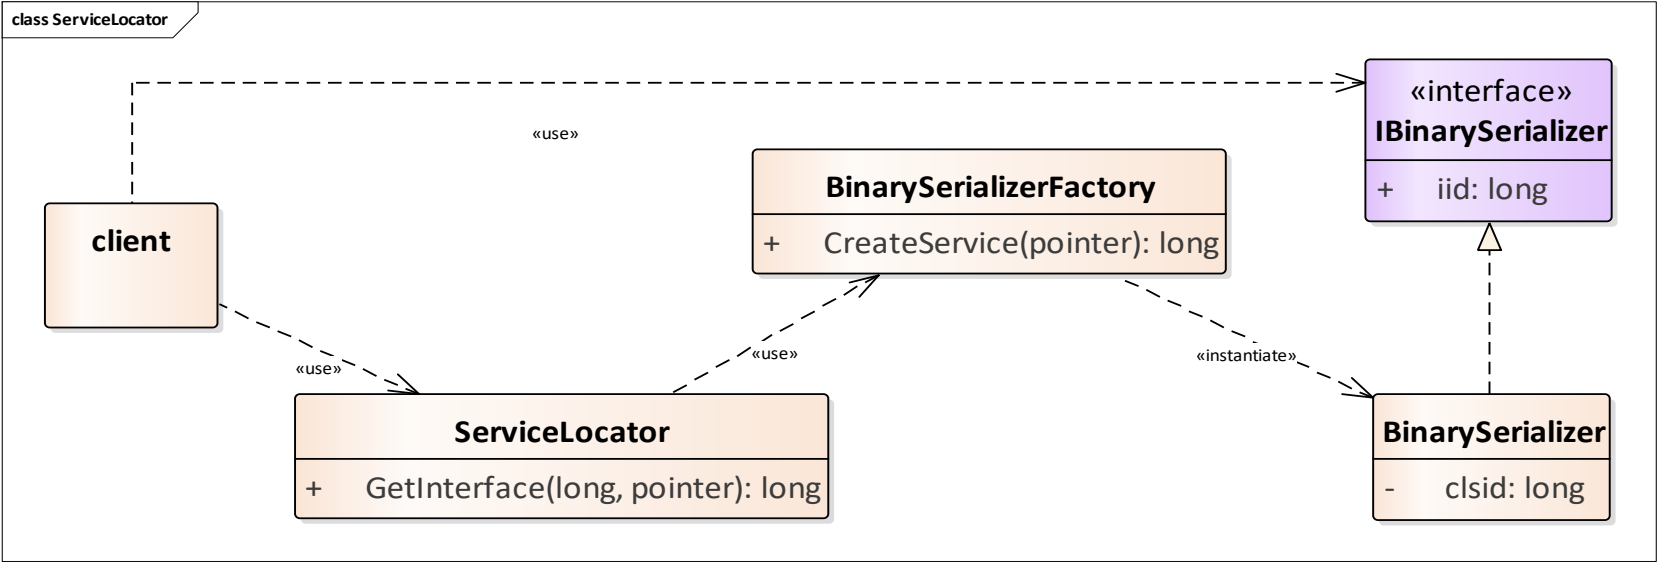 class ServiceLocator
«interface»
IBinarySerializer
+ iid: long
«use»
BinarySerializerFactory
+ CreateService(pointer): long
client
«use»
«use»
«instantiate»
ServiceLocator
+ GetInterface(long, pointer): long
BinarySerializer
- clsid: long